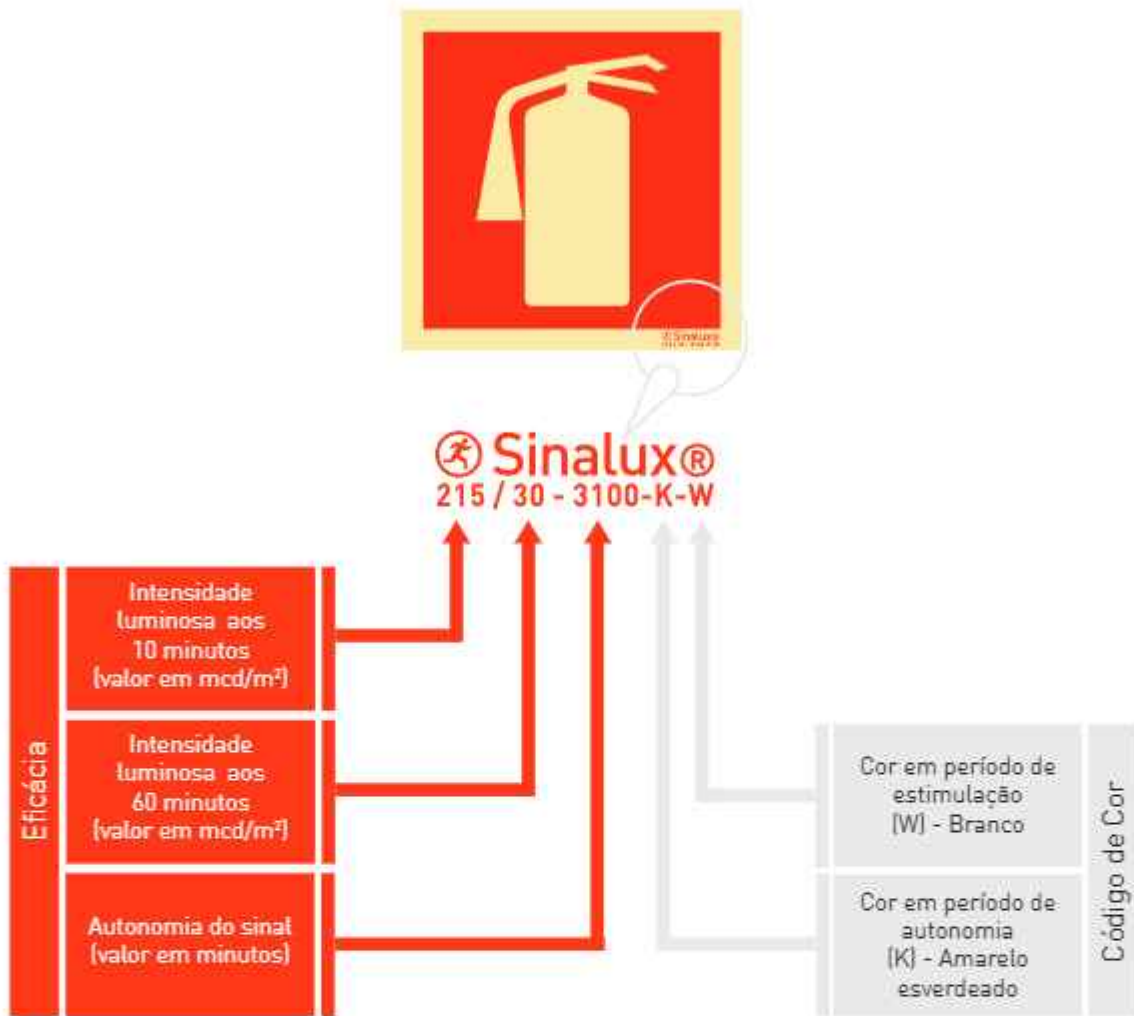 Sinalux
Sinalux®
215 / 30 - 3100-K-W
Eficácia
Intensidade
luminosa aos
10 minutos
(valor em mcd/m²)
Intensidade
luminosa aos
60 minutos
(valor em mcd/m²)
Autonomia do sinal
(valor em minutos)
Cor em período de
estimulação
(W) - Branco
Cor em período de
autonomia
(K) - Amarelo
esverdeado
Código de Cor